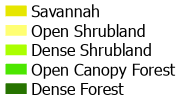 Savannah
Open Shrubland
Dense Shrubland
Open Canopy Forest
Dense Forest